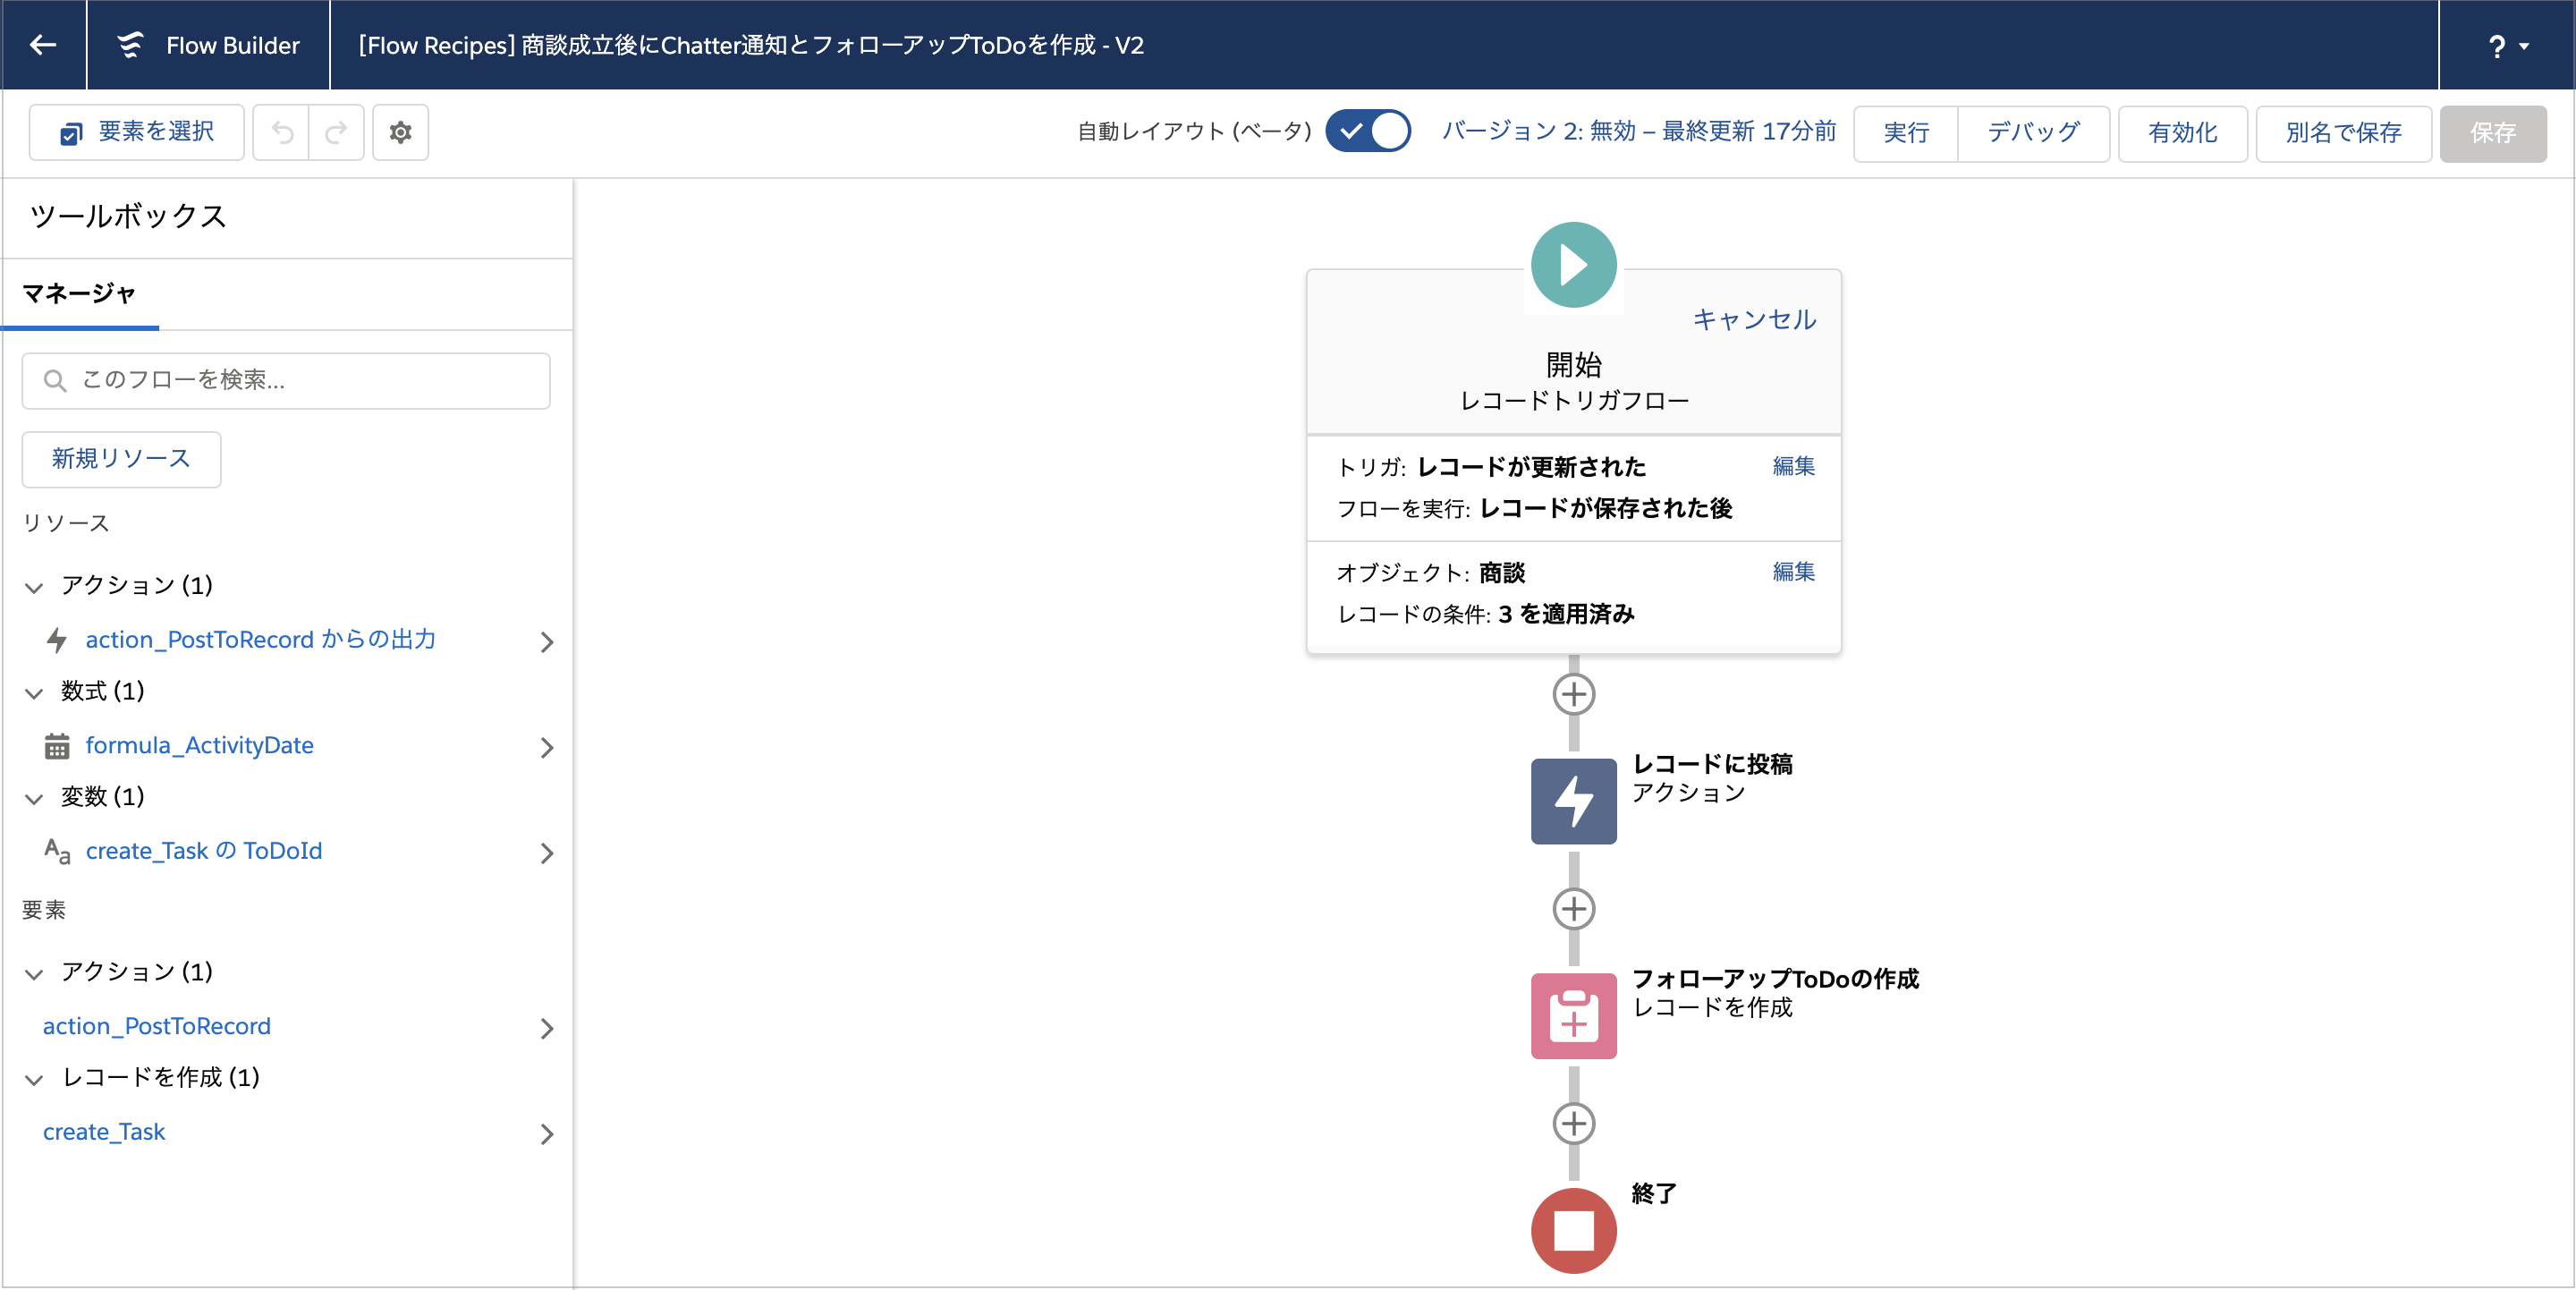 Flow Builder
[Flow Recipes] 商談成立後にChatter通知とフォローアップToDoを作成 - V2
?
要素を選択
自動レイアウト (ベータ)
バージョン 2: 無効 – 最終更新 17分前
実行
デバッグ
有効化
別名で保存
保存
ツールボックス
マネージャ
このフローを検索...
新規リソース
リソース
アクション (1)
action_PostToRecord からの出力
数式 (1)
formula_ActivityDate
変数 (1)
Aa create_Task の ToDoId
要素
アクション (1)
action_PostToRecord
レコードを作成 (1)
create_Task
キャンセル
開始
レコードトリガフロー
トリガ: レコードが更新された 編集
フローを実行: レコードが保存された後
オブジェクト: 商談 編集
レコードの条件: 3 を適用済み
レコードに投稿
アクション
フォローアップToDoの作成
レコードを作成
終了